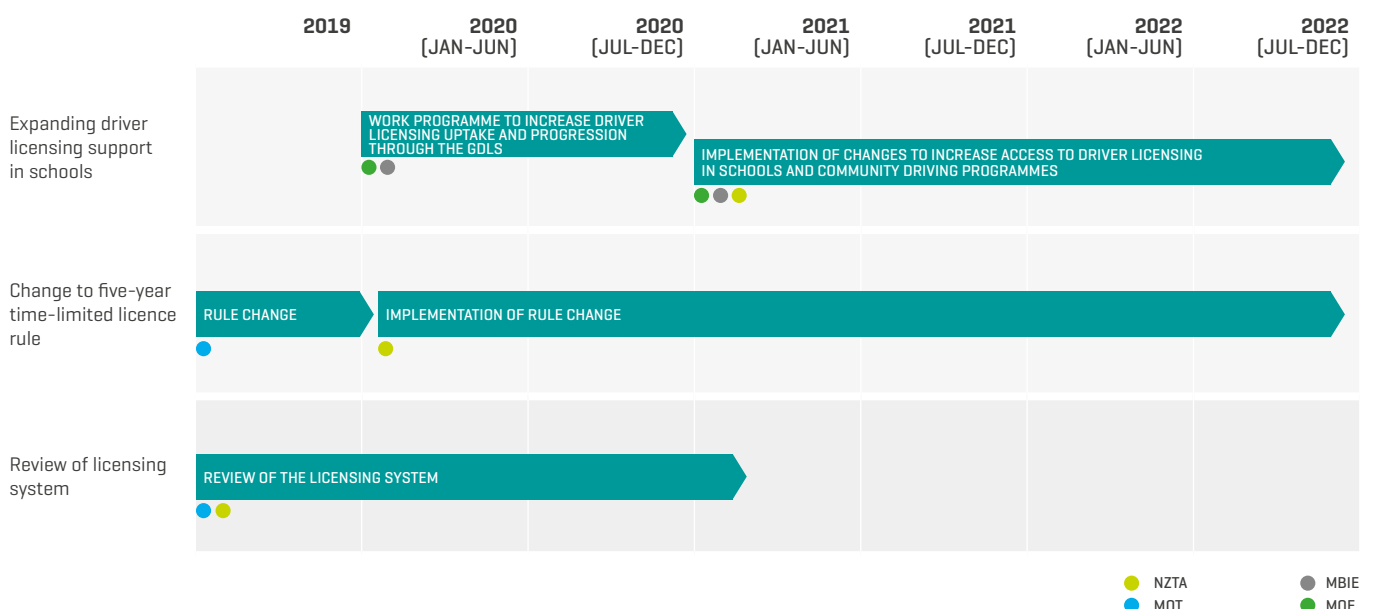 2019
2020
(JAN-JUN)
2020
(JUL-DEC)
2021
(JAN-JUN)
2021
(JUL-DEC)
2022
(JAN-JUN)
2022
(JUL-DEC)
Expanding driver
licensing support
in schools
WORK PROGRAMME TO INCREASE DRIVER
LICENSING UPTAKE AND PROGRESSION
THROUGH THE GDLS
IMPLEMENTATION OF CHANGES TO INCREASE ACCESS TO DRIVER LICENSING
IN SCHOOLS AND COMMUNITY DRIVING PROGRAMMES
Change to five-year
time-limited licence
rule
RULE CHANGE
IMPLEMENTATION OF RULE CHANGE
Review of licensing
system
REVIEW OF THE LICENSING SYSTEM
NZTA
MBIE
MOT
MOE